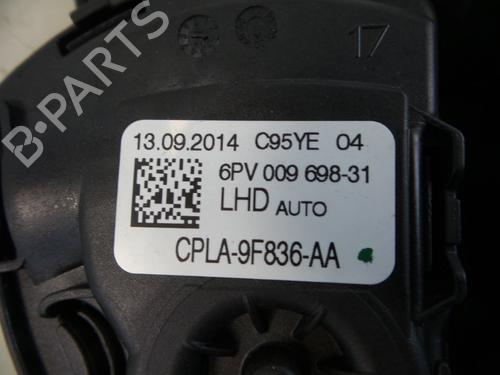 17
13.09.2014 C95YE 04
6PV 009 698-31
LHD AUTO
CPLA-9F836-AA
B-PARTS